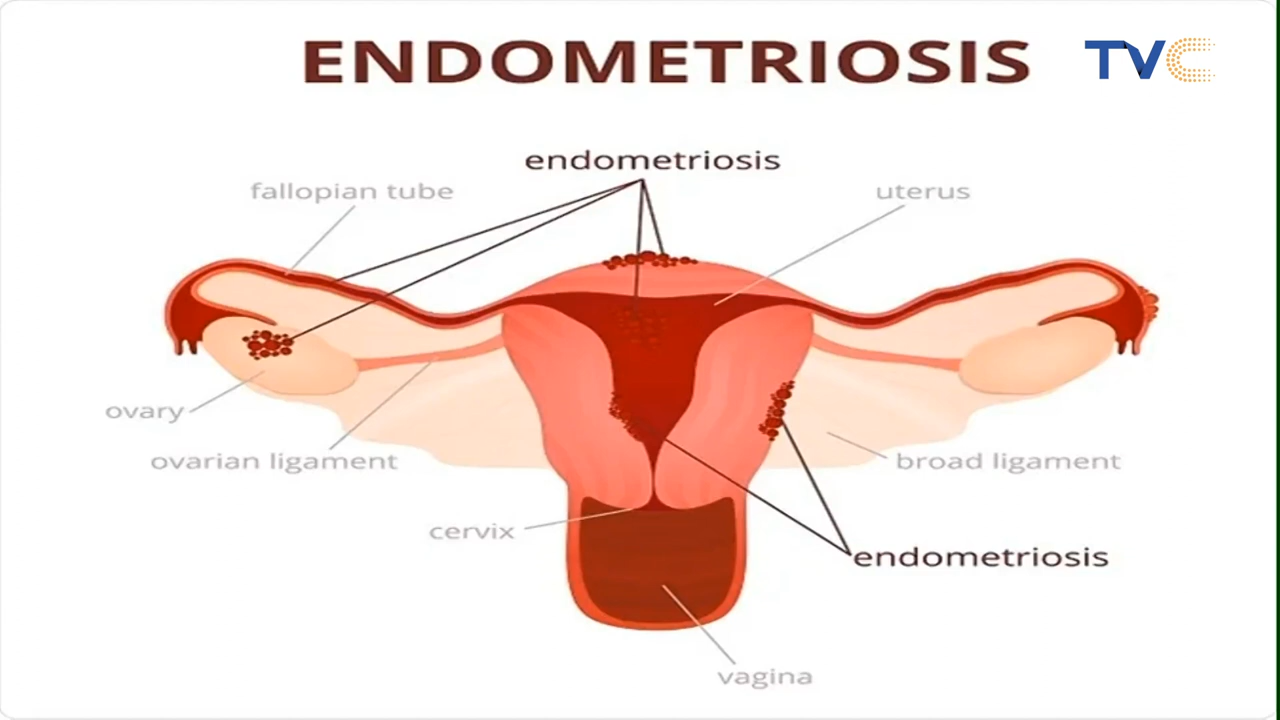 ENDOMETRIOSIS
TVC
endometriosis
fallopian tube
uterus
ovary
ovarian ligament
broad ligament
cervix
endometriosis
vagina